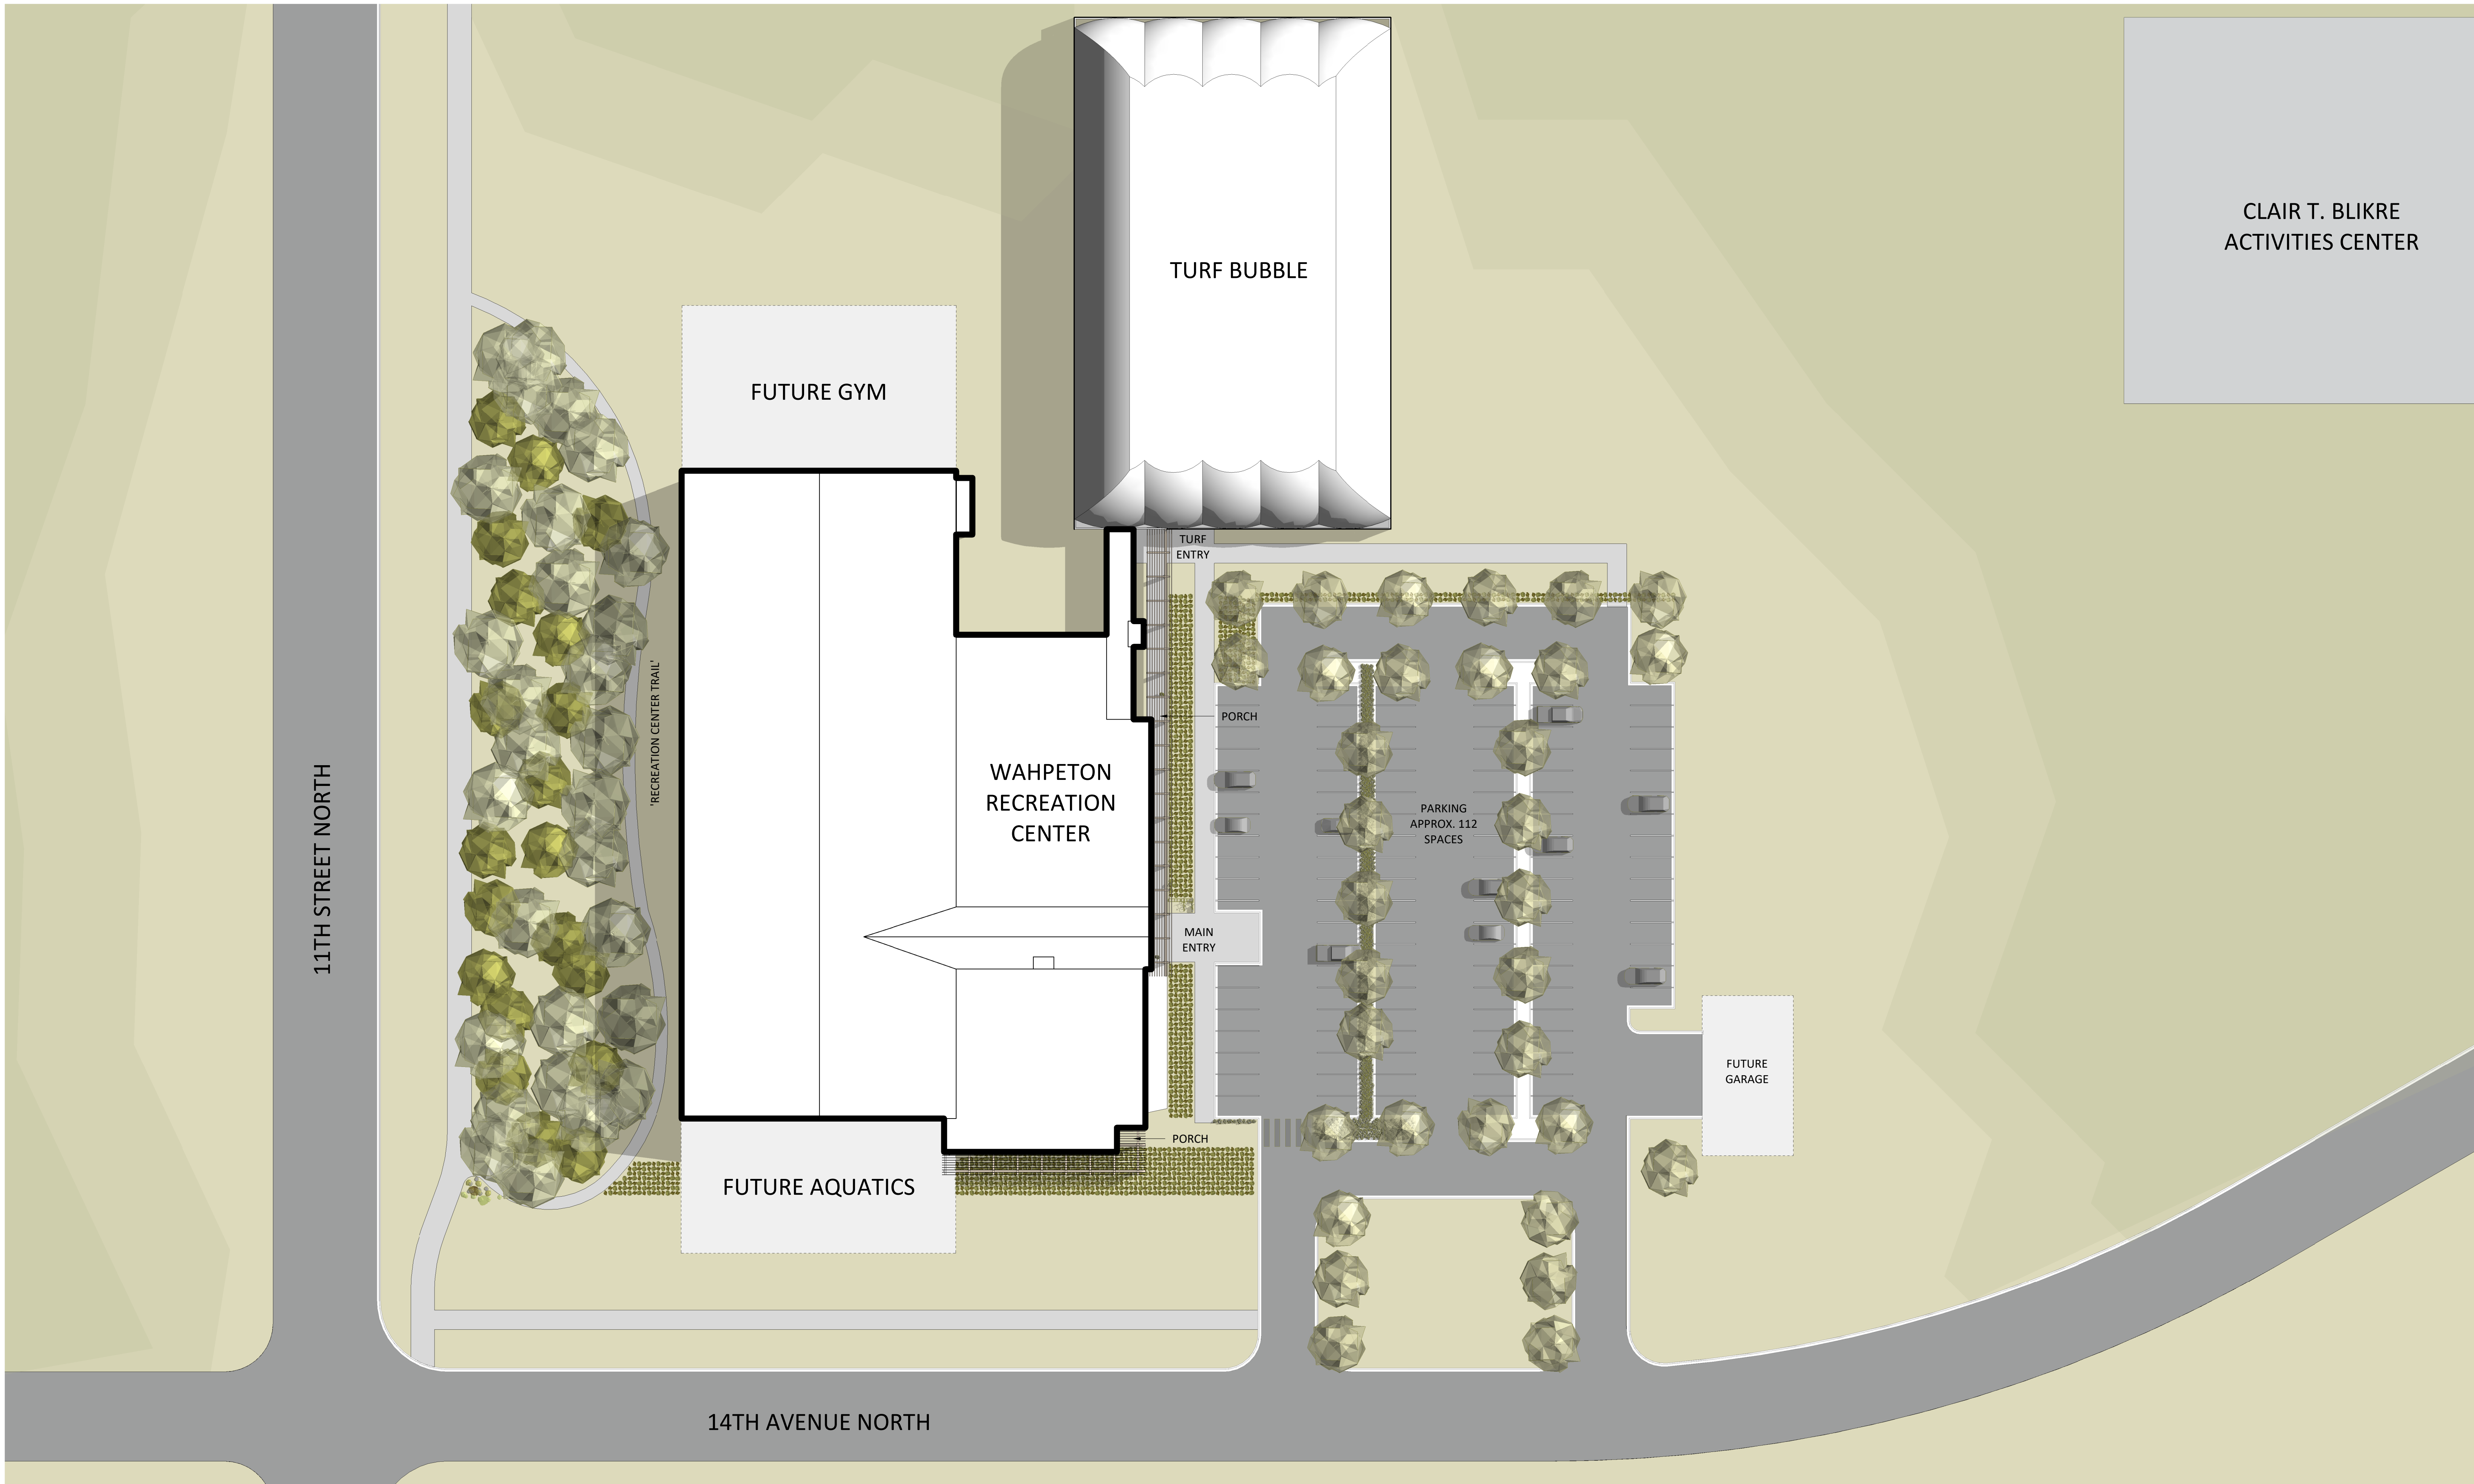 CLAIR T. BLIKRE
ACTIVITIES CENTER
TURF BUBBLE
FUTURE GYM
TURF
ENTRY
'RECREATION CENTER TRAIL'
PORCH
WAHPETON
RECREATION
CENTER
PARKING
APPROX. 112
SPACES
11TH STREET NORTH
MAIN
ENTRY
FUTURE
GARAGE
PORCH
FUTURE AQUATICS
14TH AVENUE NORTH